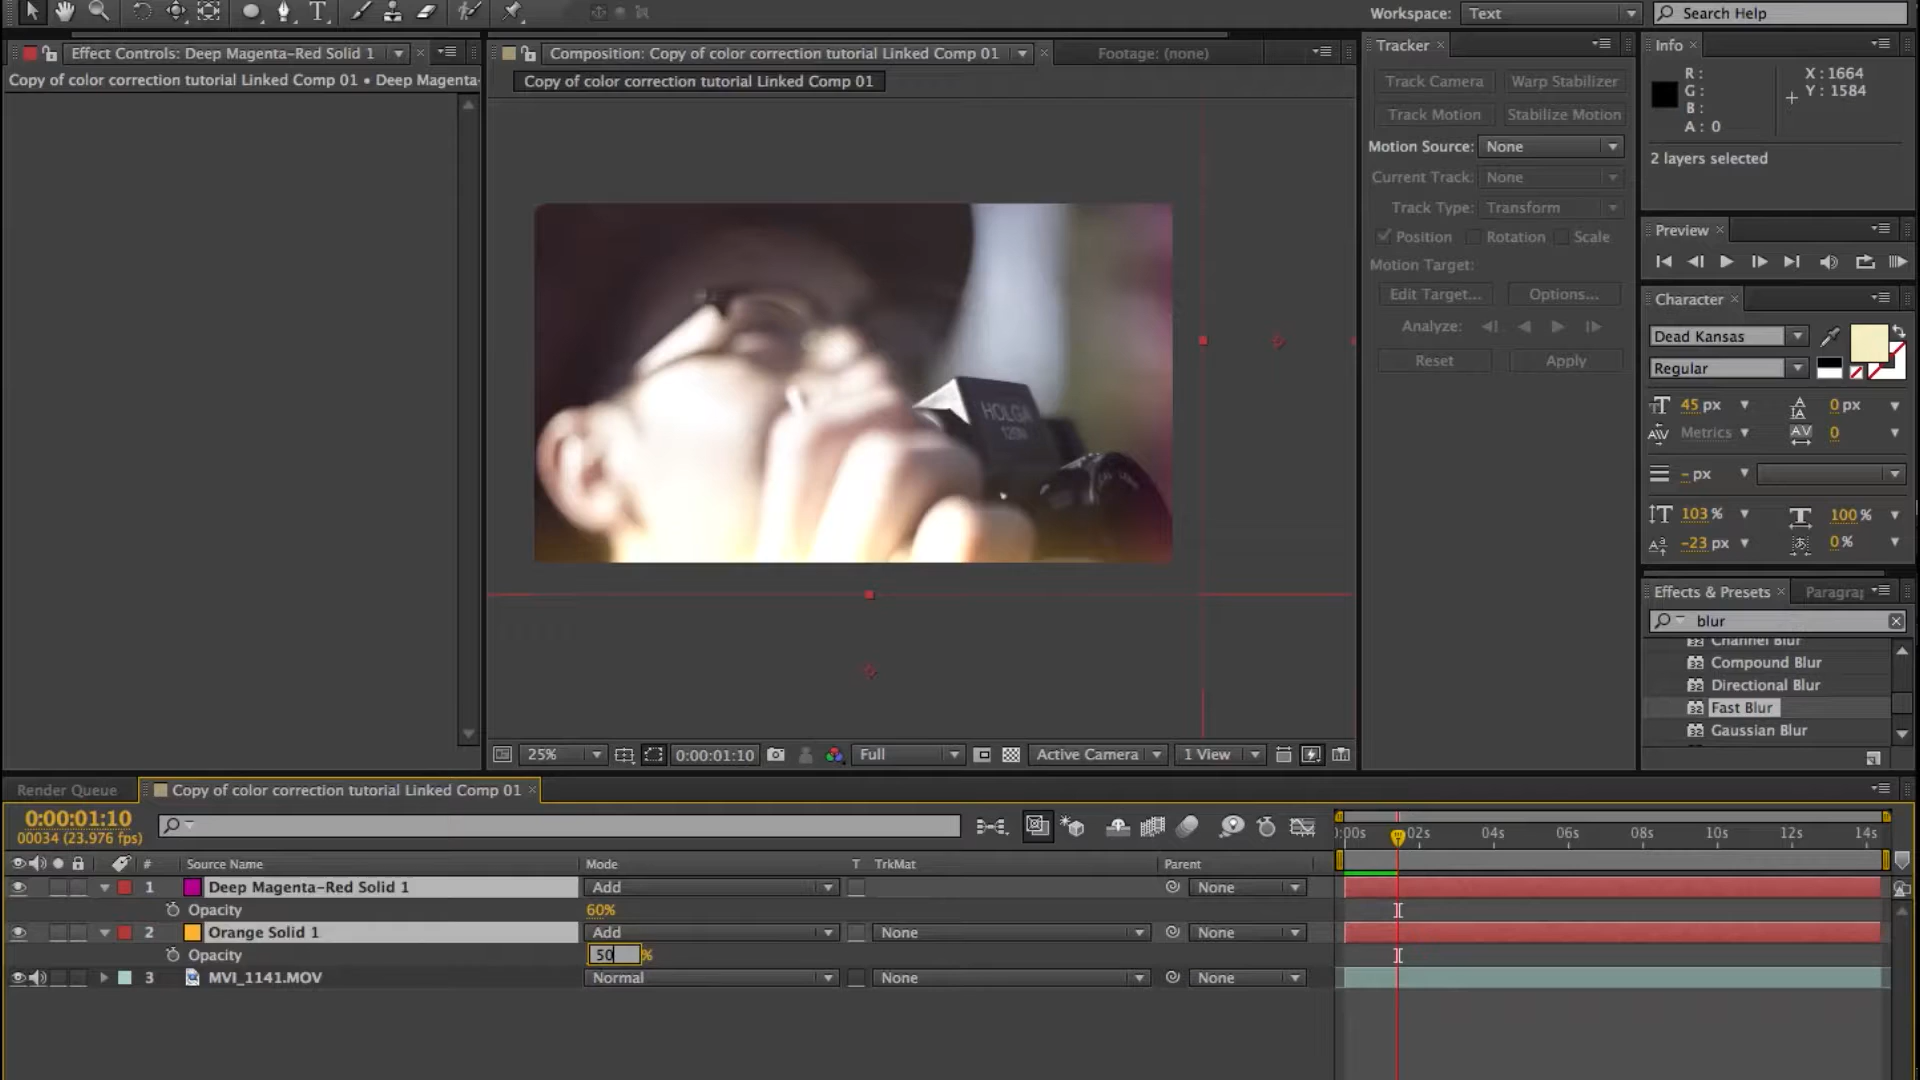 Workspace: Text Search Help
Effect Controls: Deep Magenta-Red Solid 1
Copy of color correction tutorial Linked Comp 01 • Deep Magenta-
Composition: Copy of color correction tutorial Linked Comp 01
Footage: (none)
Copy of color correction tutorial Linked Comp 01
HOLGA
120N
25%
0:00:01:10
Full
Active Camera
1 View
Tracker
Track Camera Warp Stabilizer
Track Motion Stabilize Motion
Motion Source: None
Current Track: None
Track Type: Transform
Position Rotation Scale
Motion Target:
Edit Target... Options...
Analyze:
Reset Apply
Info
R : X : 1664
G : Y : 1584
B :
A : 0
2 layers selected
Preview
Character
Dead Kansas
Regular
45 px 0 px
Metrics 0
- px
103 % 100 %
-23 px 0 %
Effects & Presets Paragrap
blur
Channel Blur
Compound Blur
Directional Blur
Fast Blur
Gaussian Blur
Render Queue Copy of color correction tutorial Linked Comp 01
0:00:01:10
00034 (23.976 fps)
:00s 02s 04s 06s 08s 10s 12s 14s
# Source Name Mode T TrkMat Parent
1 Deep Magenta-Red Solid 1 Add None
Opacity 60%
2 Orange Solid 1 Add None None
Opacity 50 %
3 MVI_1141.MOV Normal None None